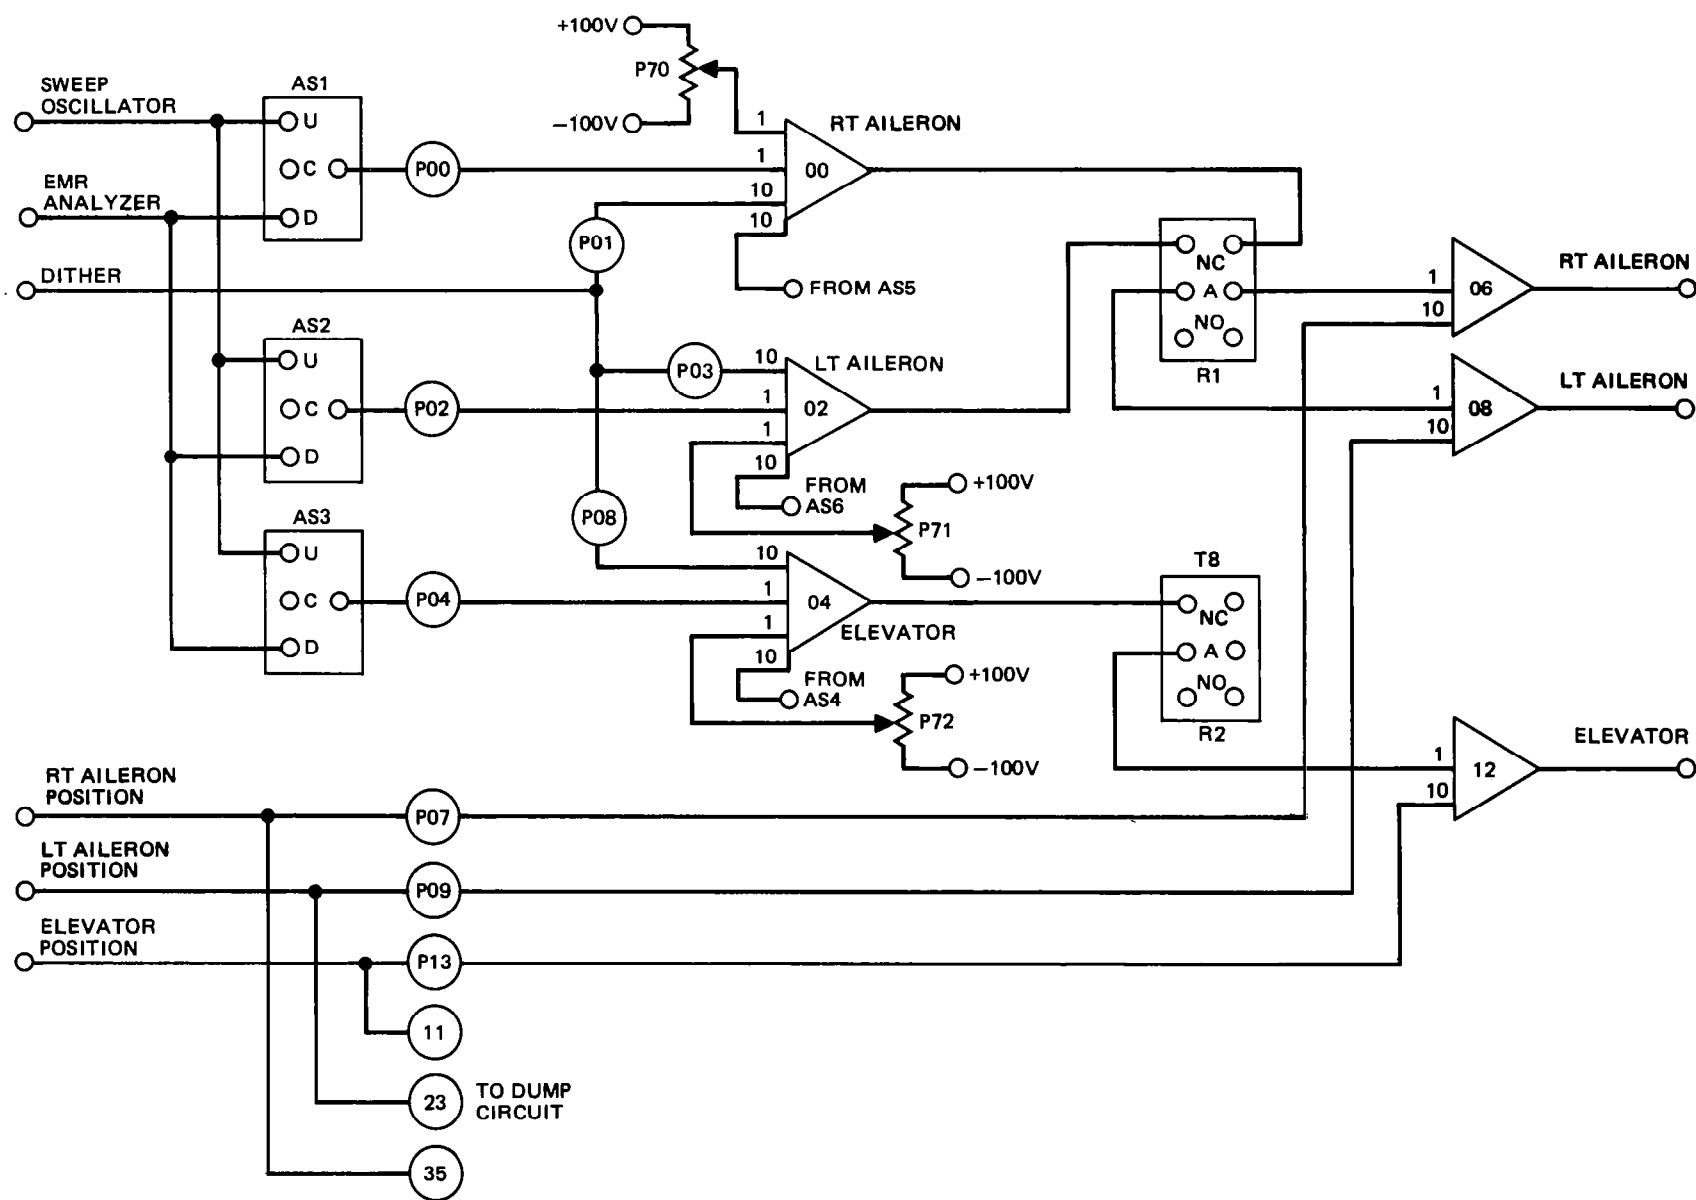 +100V
P70
−100V
SWEEP
OSCILLATOR
AS1
U
C
D
P00
1
1
10
10
00
RT AILERON
EMR
ANALYZER
P01
FROM AS5
DITHER
NC
A
NO
R1
1
10
06
RT AILERON
AS2
U
C
D
P02
P03
10
1
1
10
02
LT AILERON
FROM
AS6
+100V
P71
−100V
1
10
08
LT AILERON
AS3
U
C
D
P04
P08
10
1
1
10
04
ELEVATOR
FROM
AS4
+100V
P72
−100V
T8
NC
A
NO
R2
1
10
12
ELEVATOR
RT AILERON
POSITION
P07
LT AILERON
POSITION
P09
ELEVATOR
POSITION
P13
11
23
TO DUMP
CIRCUIT
35